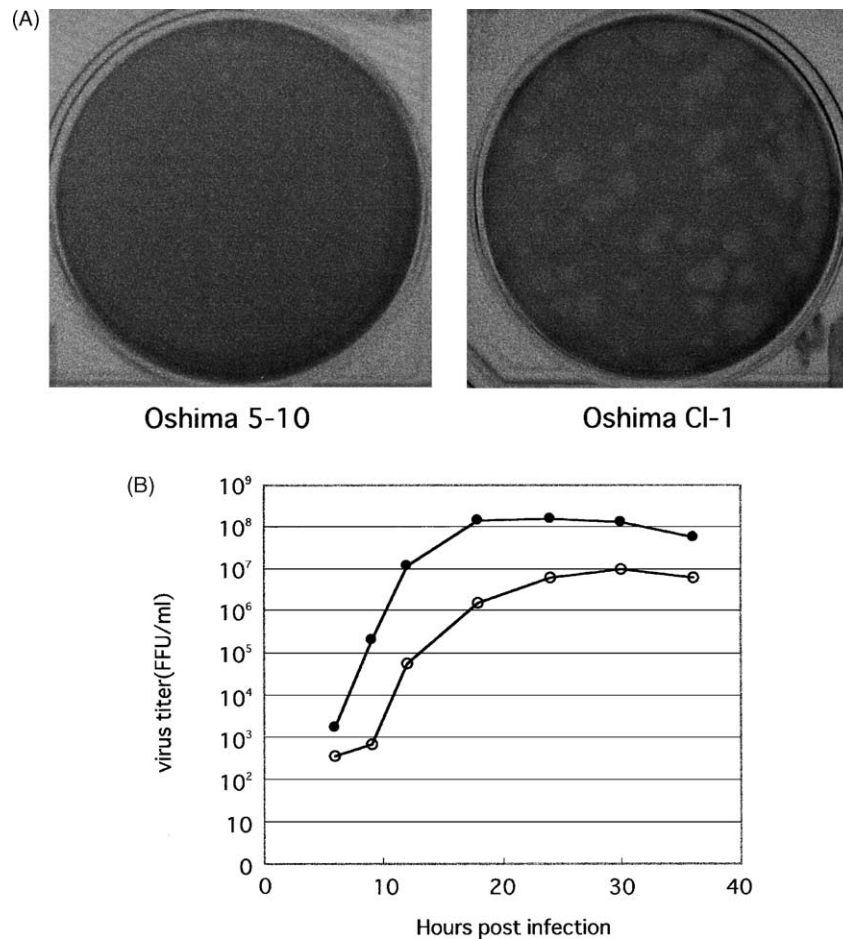 (A)
Oshima 5-10
Oshima Cl-1
(B)
10⁹
10⁸
10⁷
10⁶
10⁵
10⁴
10³
10²
10
0
virus titer(FFU/ml)
0 10 20 30 40
Hours post infection